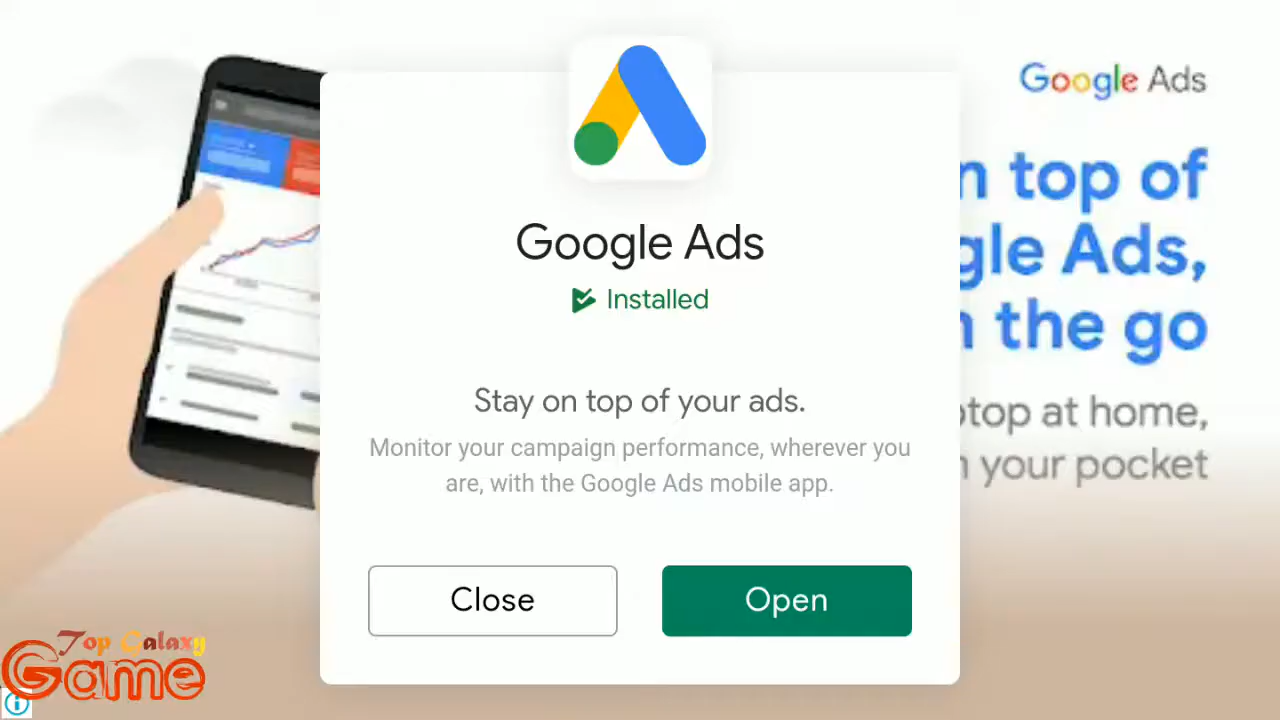 Google Ads
n top of
gle Ads,
n the go
ptop at home,
n your pocket
Google Ads
Installed
Stay on top of your ads.
Monitor your campaign performance, wherever you
are, with the Google Ads mobile app.
Close
Open
Top Galaxy
Game